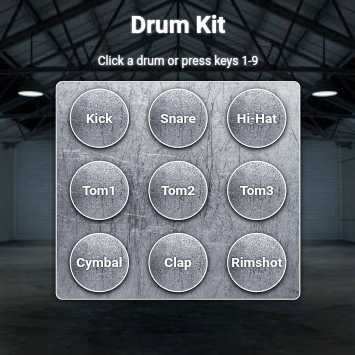 Drum Kit
Click a drum or press keys 1-9
Kick Snare Hi-Hat
Tom1 Tom2 Tom3
Cymbal Clap Rimshot